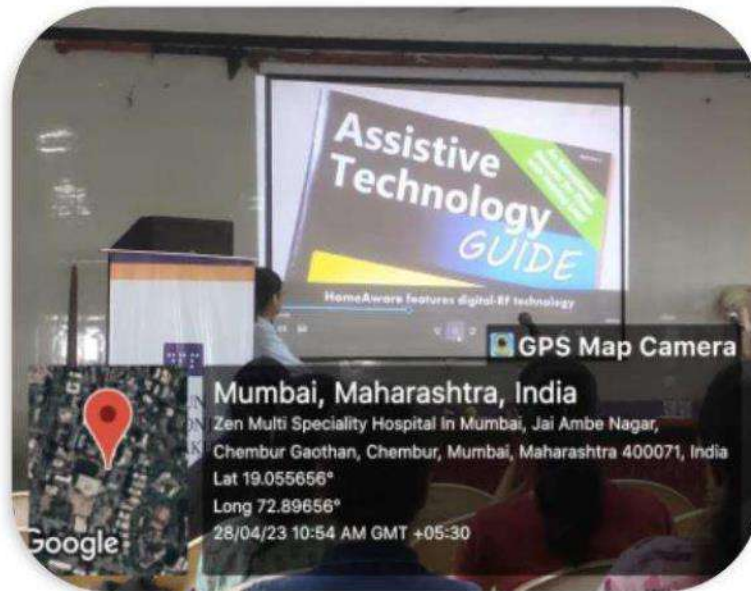 Assistive
Technology
GUIDE
HomeAware features digital-RF technology
GPS Map Camera
Mumbai, Maharashtra, India
Zen Multi Speciality Hospital In Mumbai, Jai Ambe Nagar,
Chembur Gaothan, Chembur, Mumbai, Maharashtra 400071, India
Lat 19.055656°
Long 72.89656°
28/04/23 10:54 AM GMT +05:30
Google